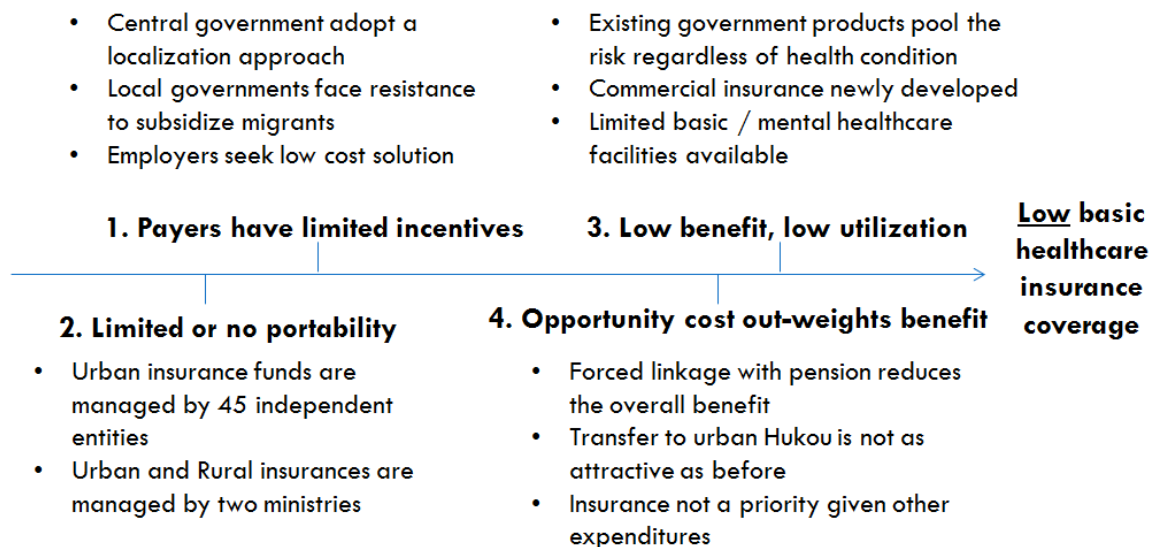 • Central government adopt a
localization approach
• Local governments face resistance
to subsidize migrants
• Employers seek low cost solution
1. Payers have limited incentives
• Existing government products pool the
risk regardless of health condition
• Commercial insurance newly developed
• Limited basic / mental healthcare
facilities available
3. Low benefit, low utilization
2. Limited or no portability
• Urban insurance funds are
managed by 45 independent
entities
• Urban and Rural insurances are
managed by two ministries
4. Opportunity cost out-weights benefit
• Forced linkage with pension reduces
the overall benefit
• Transfer to urban Hukou is not as
attractive as before
• Insurance not a priority given other
expenditures
Low basic
healthcare
insurance
coverage